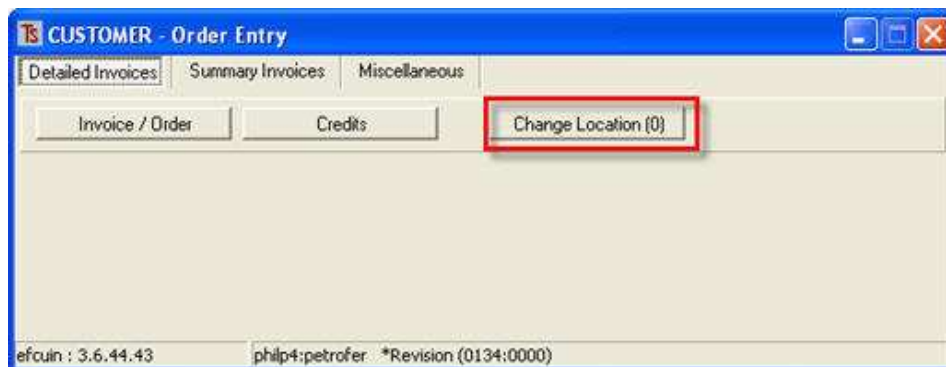 Ts CUSTOMER - Order Entry
Detailed Invoices Summary Invoices Miscellaneous
Invoice / Order Credits Change Location (0)
efcuin : 3.6.44.43 philp4:petrofer *Revision (0134:0000)